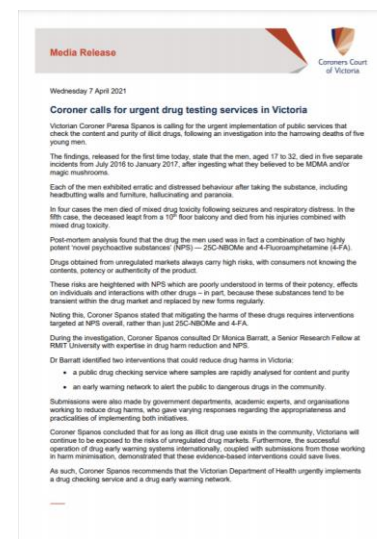 Media Release
Coroners Court
of Victoria
Wednesday 7 April 2021
Coroner calls for urgent drug testing services in Victoria
Victorian Coroner Paresa Spanos is calling for the urgent implementation of public services that
check the content and purity of illicit drugs, following an investigation into the harrowing deaths of five
young men.
The findings, released for the first time today, state that the men, aged 17 to 32, died in five separate
incidents from July 2016 to January 2017, after ingesting what they believed to be MDMA and/or
magic mushrooms.
Each of the men exhibited erratic and distressed behaviour after taking the substance, including
headbutting walls and furniture, hallucinating and paranoia.
In four cases the men died of mixed drug toxicity following seizures and respiratory distress. In the
fifth case, the deceased leapt from a 10th floor balcony and died from his injuries combined with
mixed drug toxicity.
Post-mortem analysis found that the drug the men used was in fact a combination of two highly
potent 'novel psychoactive substances' (NPS) — 25C-NBOMe and 4-Fluoroamphetamine (4-FA).
Drugs obtained from unregulated markets always carry high risks, with consumers not knowing the
contents, potency or authenticity of the product.
These risks are heightened with NPS which are poorly understood in terms of their potency, effects
on individuals and interactions with other drugs – in part, because these substances tend to be
transient within the drug market and replaced by new forms regularly.
Noting this, Coroner Spanos stated that mitigating the harms of these drugs requires interventions
targeted at NPS overall, rather than just 25C-NBOMe and 4-FA.
During the investigation, Coroner Spanos consulted Dr Monica Barratt, a Senior Research Fellow at
RMIT University with expertise in drug harm reduction and NPS.
Dr Barratt identified two interventions that could reduce drug harms in Victoria:
• a public drug checking service where samples are rapidly analysed for content and purity
• an early warning network to alert the public to dangerous drugs in the community.
Submissions were also made by government departments, academic experts, and organisations
working to reduce drug harms, who gave varying responses regarding the appropriateness and
practicalities of implementing both initiatives.
Coroner Spanos concluded that for as long as illicit drug use exists in the community, Victorians will
continue to be exposed to the risks of unregulated drug markets. Furthermore, the successful
operation of drug early warning systems internationally, coupled with submissions from those working
in harm minimisation, demonstrated that these evidence-based interventions could save lives.
As such, Coroner Spanos recommends that the Victorian Department of Health urgently implements
a drug checking service and a drug early warning network.